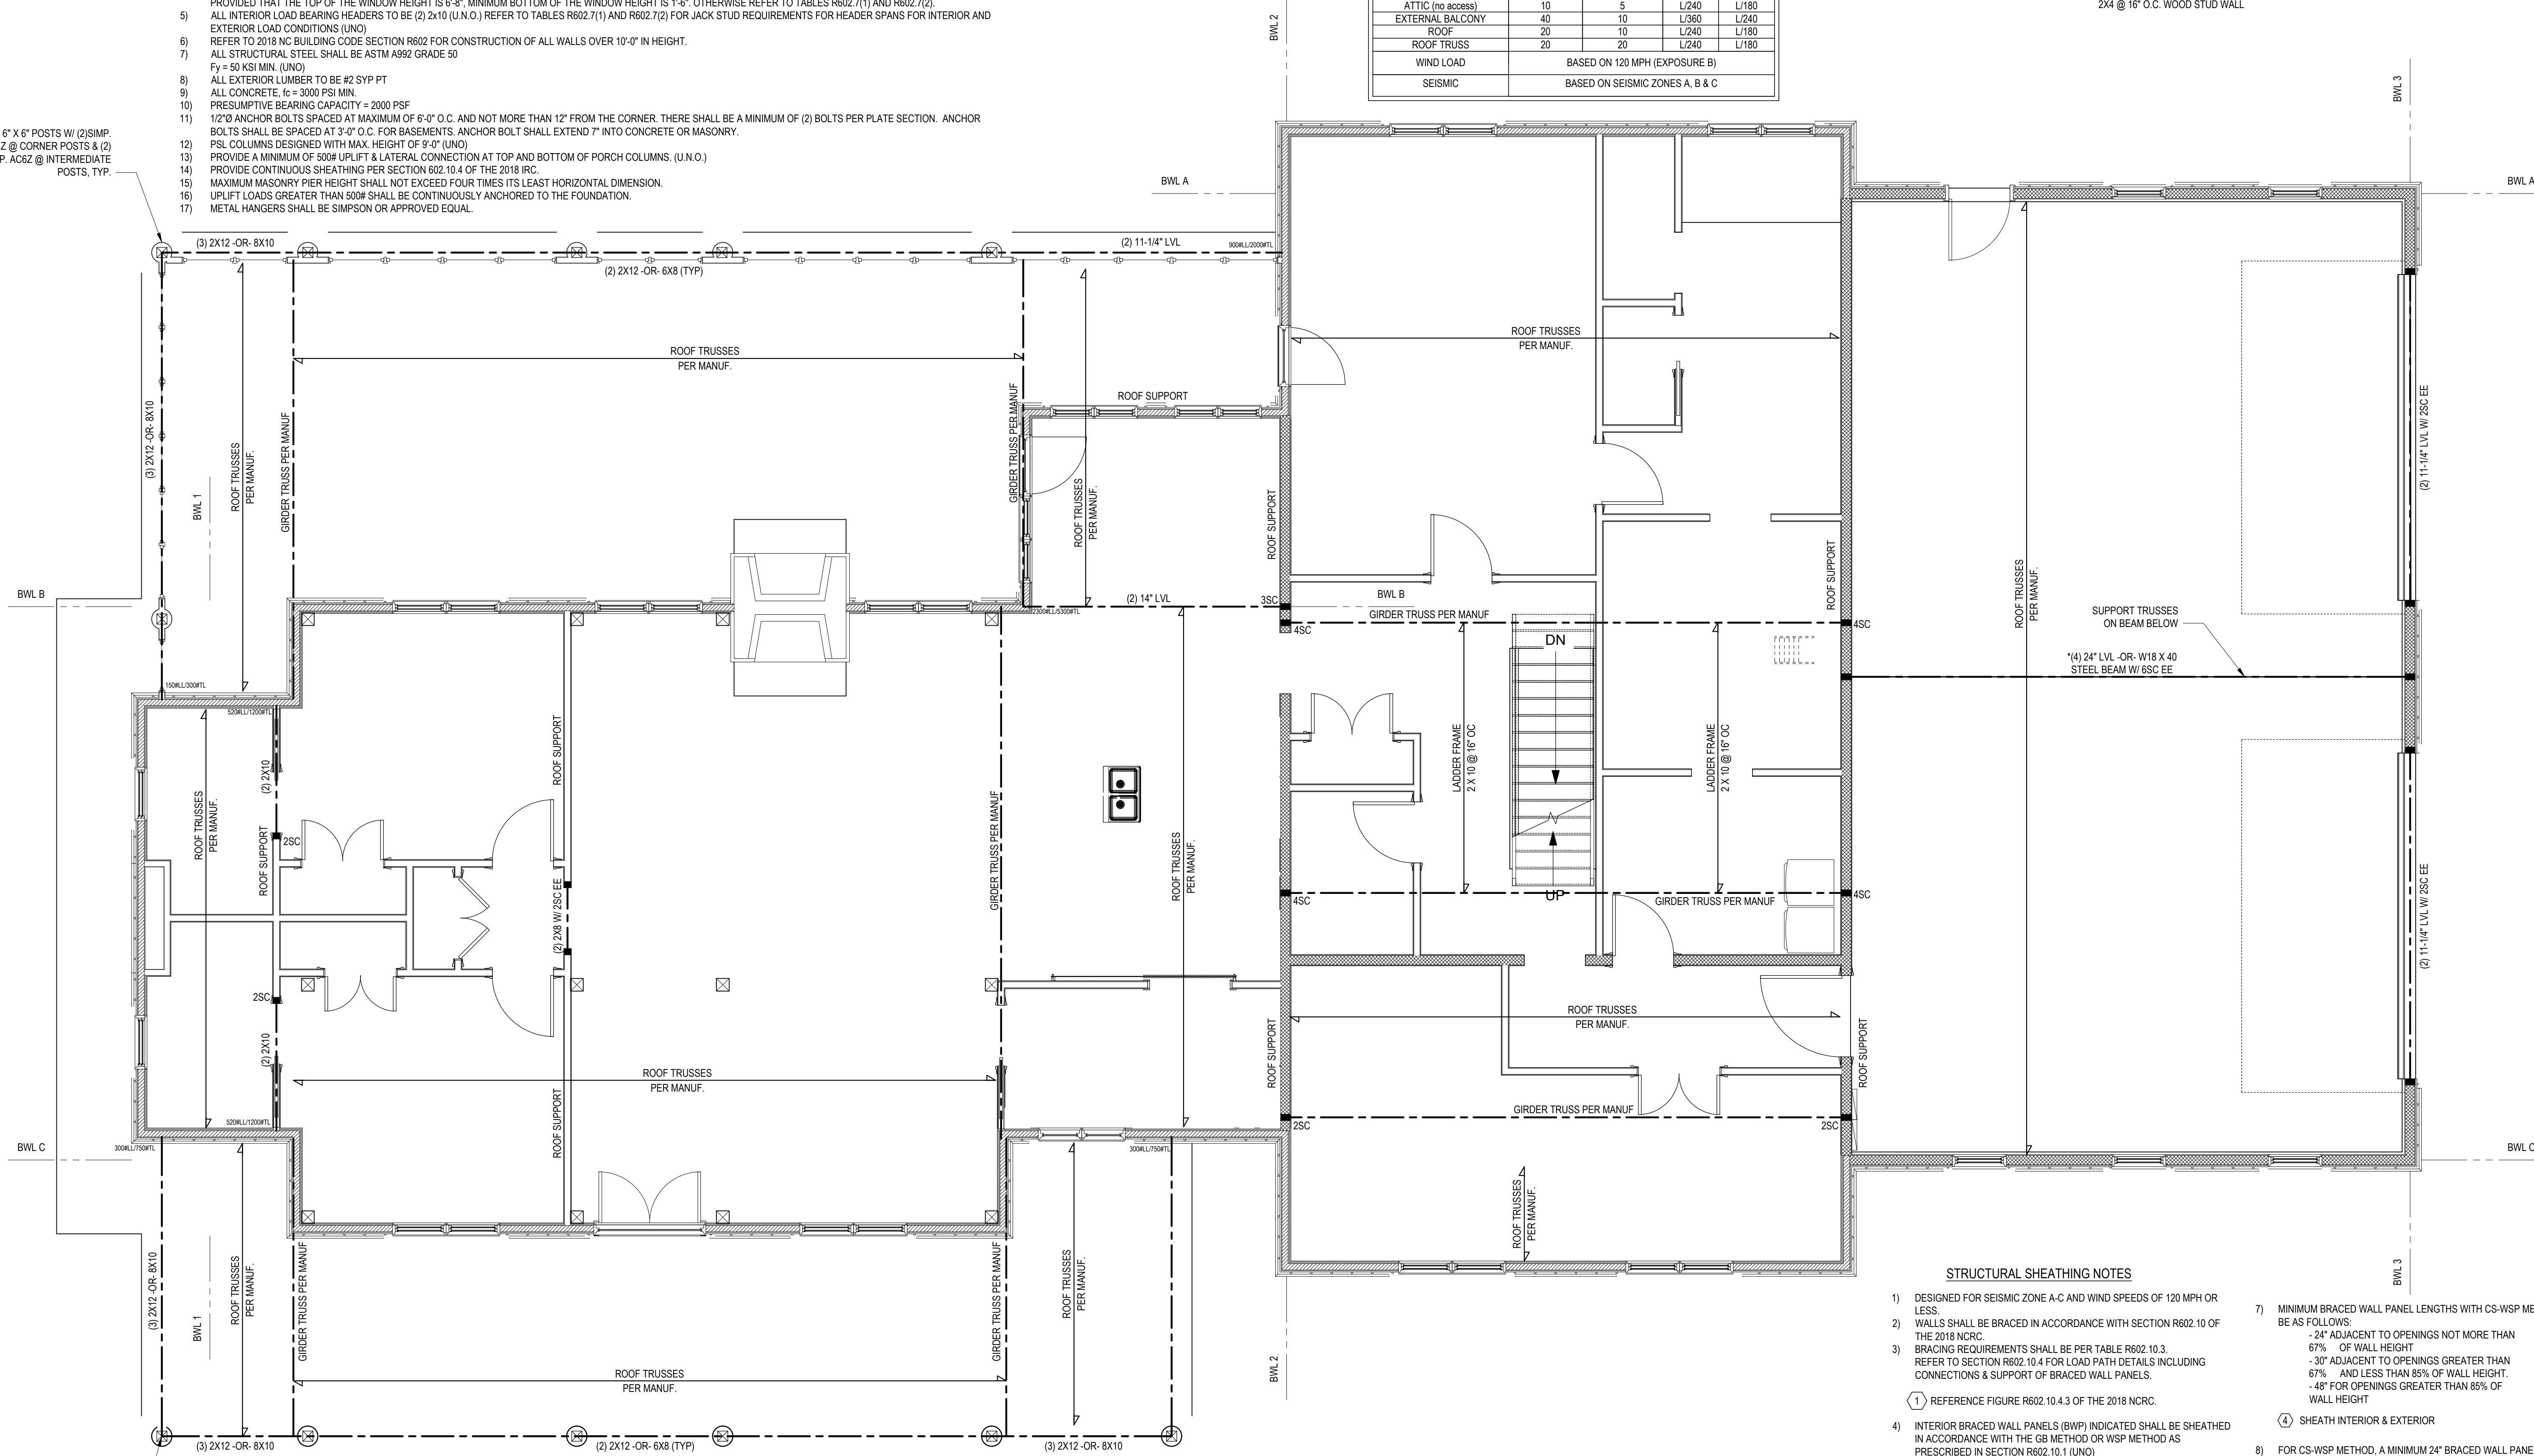 PROVIDED THAT THE TOP OF THE WINDOW HEIGHT IS 6'-8", MINIMUM BOTTOM OF THE WINDOW HEIGHT IS 1'-6". OTHERWISE REFER TO TABLES R602.7(1) AND R602.7(2).
5) ALL INTERIOR LOAD BEARING HEADERS TO BE (2) 2x10 (U.N.O.) REFER TO TABLES R602.7(1) AND R602.7(2) FOR JACK STUD REQUIREMENTS FOR HEADER SPANS FOR INTERIOR AND
EXTERIOR LOAD CONDITIONS (UNO)
6) REFER TO 2018 NC BUILDING CODE SECTION R602 FOR CONSTRUCTION OF ALL WALLS OVER 10'-0" IN HEIGHT.
7) ALL STRUCTURAL STEEL SHALL BE ASTM A992 GRADE 50
Fy = 50 KSI MIN. (UNO)
8) ALL EXTERIOR LUMBER TO BE #2 SYP PT
9) ALL CONCRETE, fc = 3000 PSI MIN.
10) PRESUMPTIVE BEARING CAPACITY = 2000 PSF
11) 1/2"Ø ANCHOR BOLTS SPACED AT MAXIMUM OF 6'-0" O.C. AND NOT MORE THAN 12" FROM THE CORNER. THERE SHALL BE A MINIMUM OF (2) BOLTS PER PLATE SECTION. ANCHOR
BOLTS SHALL BE SPACED AT 3'-0" O.C. FOR BASEMENTS. ANCHOR BOLT SHALL EXTEND 7" INTO CONCRETE OR MASONRY.
12) PSL COLUMNS DESIGNED WITH MAX. HEIGHT OF 9'-0" (UNO)
13) PROVIDE A MINIMUM OF 500# UPLIFT & LATERAL CONNECTION AT TOP AND BOTTOM OF PORCH COLUMNS. (U.N.O.)
14) PROVIDE CONTINUOUS SHEATHING PER SECTION 602.10.4 OF THE 2018 IRC.
15) MAXIMUM MASONRY PIER HEIGHT SHALL NOT EXCEED FOUR TIMES ITS LEAST HORIZONTAL DIMENSION.
16) UPLIFT LOADS GREATER THAN 500# SHALL BE CONTINUOUSLY ANCHORED TO THE FOUNDATION.
17) METAL HANGERS SHALL BE SIMPSON OR APPROVED EQUAL.
6" X 6" POSTS W/ (2)SIMP.
Z @ CORNER POSTS & (2)
P. AC6Z @ INTERMEDIATE
POSTS, TYP.
ATTIC (no access) 10 5 L/240 L/180
EXTERNAL BALCONY 40 10 L/360 L/240
ROOF 20 10 L/240 L/180
ROOF TRUSS 20 20 L/240 L/180
WIND LOAD BASED ON 120 MPH (EXPOSURE B)
SEISMIC BASED ON SEISMIC ZONES A, B & C
2X4 @ 16" O.C. WOOD STUD WALL
BWL 2
BWL 3
BWL A
BWL A
(3) 2X12 -OR- 8X10
(2) 2X12 -OR- 6X8 (TYP)
(2) 11-1/4" LVL
900#LL/2000#TL
ROOF TRUSSES
PER MANUF.
ROOF TRUSSES
PER MANUF.
ROOF SUPPORT
(3) 2X12 -OR- 8X10
ROOF TRUSSES
PER MANUF.
GIRDER TRUSS PER MANUF
GIRDER TRUSS PER MANUF
ROOF TRUSSES
PER MANUF.
ROOF SUPPORT
ROOF SUPPORT
ROOF TRUSSES
PER MANUF.
(2) 11-1/4" LVL W/ 2SC EE
BWL 1
BWL B
(2) 14" LVL
3SC
2300#LL/5300#TL
BWL B
GIRDER TRUSS PER MANUF
4SC
4SC
DN
SUPPORT TRUSSES
ON BEAM BELOW
*(4) 24" LVL -OR- W18 X 40
STEEL BEAM W/ 6SC EE
150#LL/300#TL
520#LL/1200#TL
(2) 2X10
ROOF SUPPORT
LADDER FRAME
2 X 10 @ 16" OC
LADDER FRAME
2 X 10 @ 16" OC
ROOF TRUSSES
PER MANUF.
ROOF SUPPORT
2SC
GIRDER TRUSS PER MANUF
ROOF TRUSSES
PER MANUF.
(2) 2X8 W/ 2SC EE
UP
4SC
GIRDER TRUSS PER MANUF
4SC
(2) 11-1/4" LVL W/ 2SC EE
2SC
(2) 2X10
ROOF TRUSSES
PER MANUF.
ROOF TRUSSES
PER MANUF.
ROOF SUPPORT
ROOF SUPPORT
ROOF SUPPORT
GIRDER TRUSS PER MANUF
2SC
2SC
520#LL/1200#TL
BWL C
300#LL/750#TL
300#LL/750#TL
BWL C
ROOF TRUSSES
PER MANUF.
(3) 2X12 -OR- 8X10
BWL 1
ROOF TRUSSES
PER MANUF.
GIRDER TRUSS PER MANUF
GIRDER TRUSS PER MANUF
ROOF TRUSSES
PER MANUF.
ROOF TRUSSES
PER MANUF.
BWL 2
BWL 3
(3) 2X12 -OR- 8X10
(2) 2X12 -OR- 6X8 (TYP)
(3) 2X12 -OR- 8X10
STRUCTURAL SHEATHING NOTES
1) DESIGNED FOR SEISMIC ZONE A-C AND WIND SPEEDS OF 120 MPH OR
LESS.
2) WALLS SHALL BE BRACED IN ACCORDANCE WITH SECTION R602.10 OF
THE 2018 NCRC.
3) BRACING REQUIREMENTS SHALL BE PER TABLE R602.10.3.
REFER TO SECTION R602.10.4 FOR LOAD PATH DETAILS INCLUDING
CONNECTIONS & SUPPORT OF BRACED WALL PANELS.
1 REFERENCE FIGURE R602.10.4.3 OF THE 2018 NCRC.
4) INTERIOR BRACED WALL PANELS (BWP) INDICATED SHALL BE SHEATHED
IN ACCORDANCE WITH THE GB METHOD OR WSP METHOD AS
PRESCRIBED IN SECTION R602.10.1 (UNO)
7) MINIMUM BRACED WALL PANEL LENGTHS WITH CS-WSP ME
BE AS FOLLOWS:
- 24" ADJACENT TO OPENINGS NOT MORE THAN
67% OF WALL HEIGHT
- 30" ADJACENT TO OPENINGS GREATER THAN
67% AND LESS THAN 85% OF WALL HEIGHT.
- 48" FOR OPENINGS GREATER THAN 85% OF
WALL HEIGHT
4 SHEATH INTERIOR & EXTERIOR
8) FOR CS-WSP METHOD, A MINIMUM 24" BRACED WALL PANE